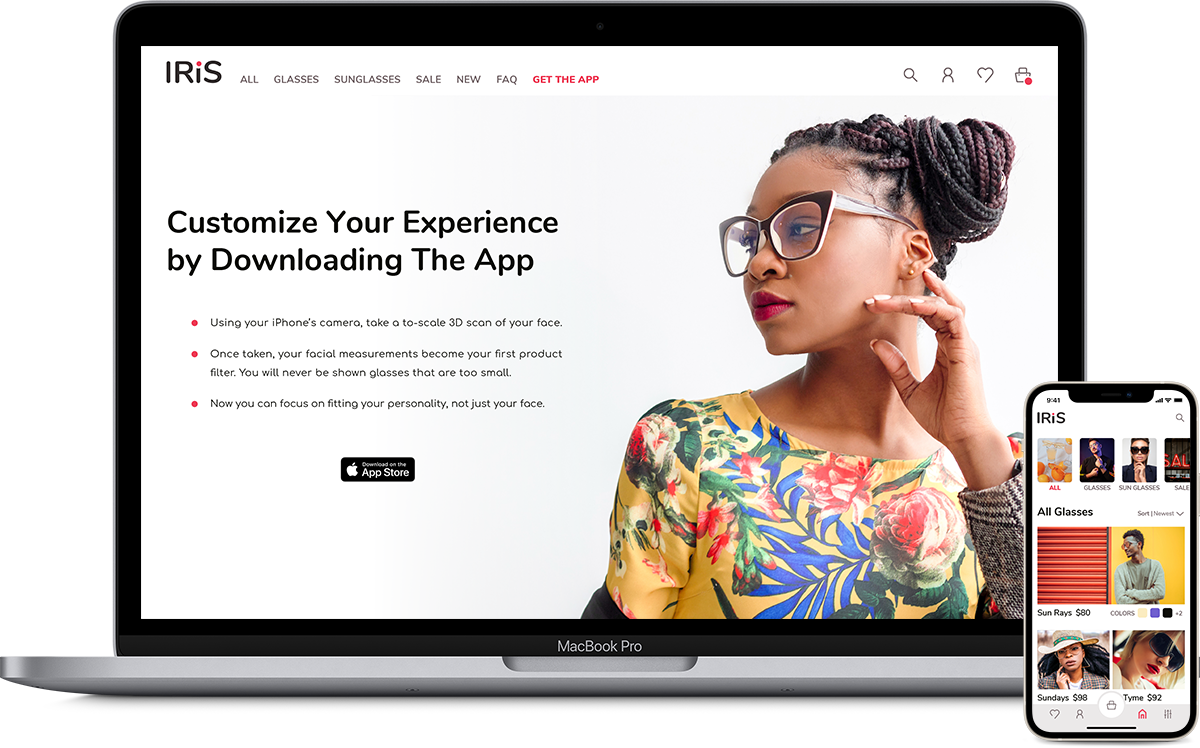 IRiS
ALL GLASSES SUNGLASSES SALE NEW FAQ GET THE APP
Customize Your Experience
by Downloading The App
Using your iPhone's camera, take a to-scale 3D scan of your face.
Once taken, your facial measurements become your first product
filter. You will never be shown glasses that are too small.
Now you can focus on fitting your personality, not just your face.
Download on the
App Store
MacBook Pro
9:41
IRiS
SAL
ALL GLASSES SUN GLASSES SALE
All Glasses
Sort | Newest
Sun Rays $80 COLORS +2
Sundays $98 Tyme $92